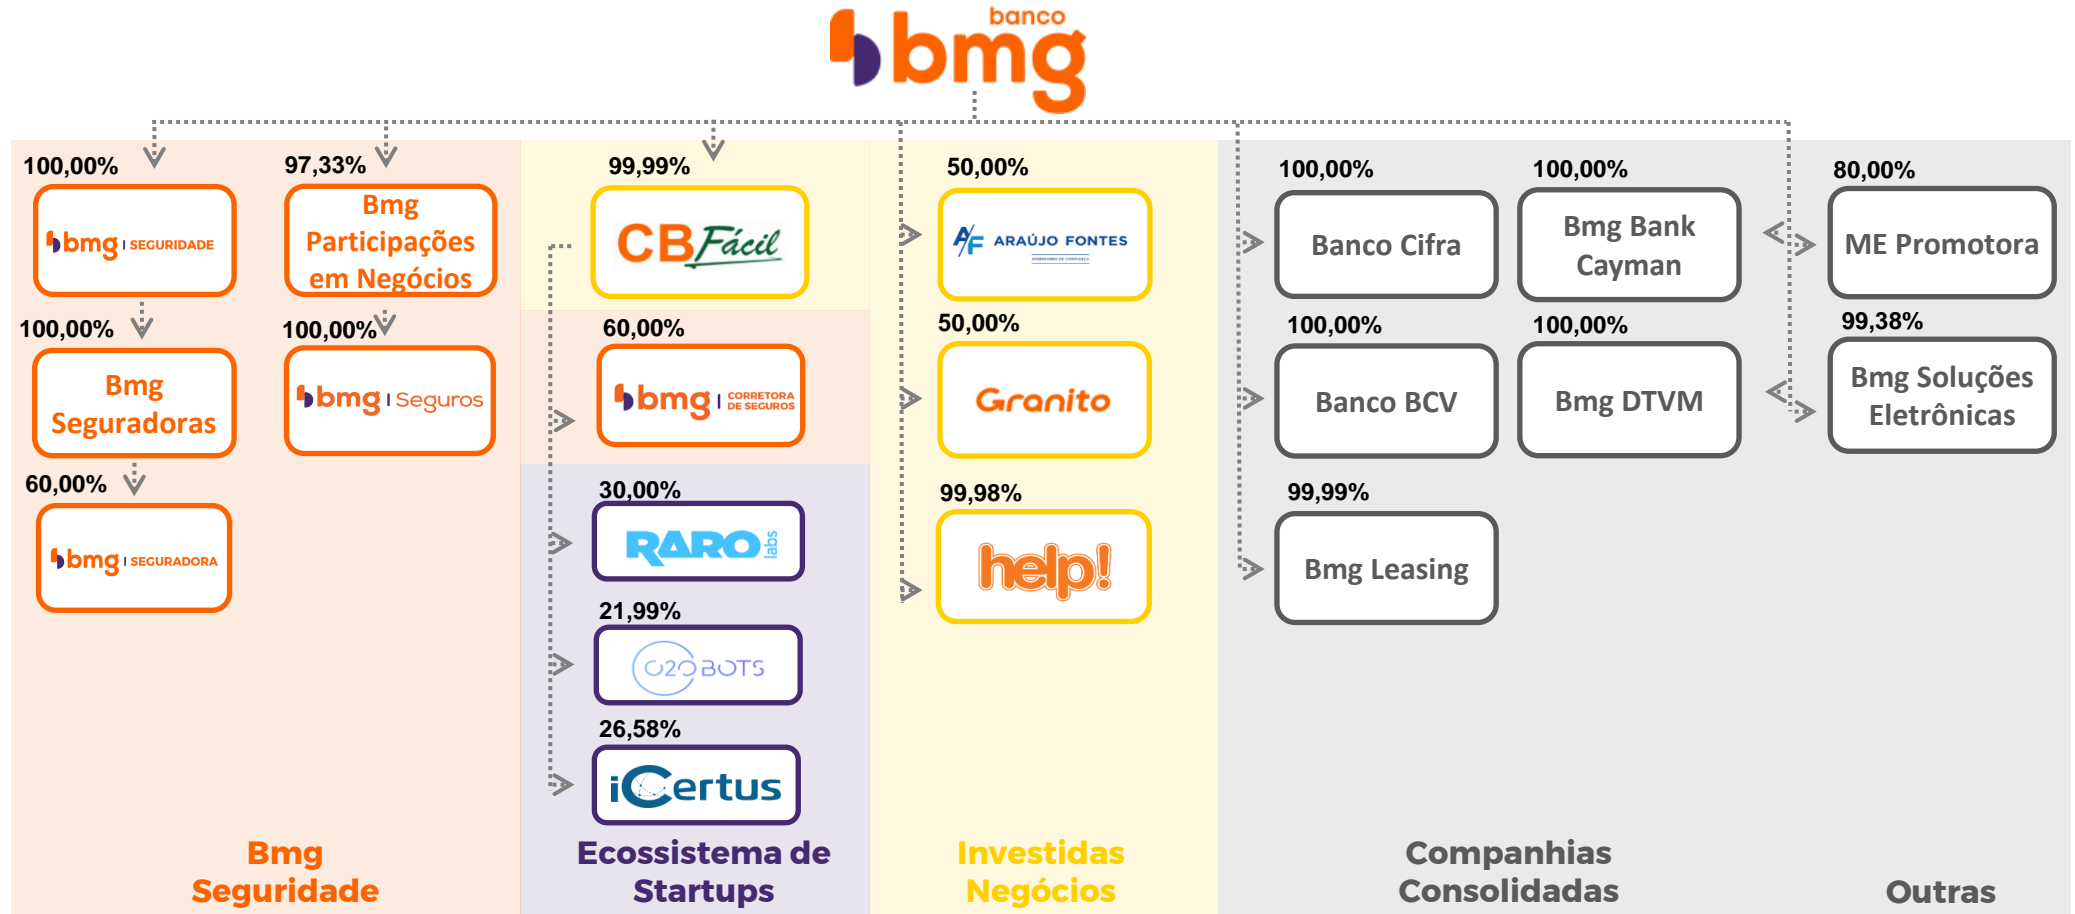 banco
bmg
100,00%
bmg | SEGURIDADE
100,00%
Bmg
Seguradoras
60,00%
bmg | SEGURADORA
97,33%
Bmg
Participações
em Negócios
100,00%
bmg | Seguros
Bmg
Seguridade
99,99%
CB Fácil
60,00%
bmg | CORRETORA
DE SEGUROS
30,00%
RARO labs
21,99%
O2OBOTS
26,58%
iCertus
Ecossistema de
Startups
50,00%
A/F ARAÚJO FONTES
50,00%
Granito
99,98%
help!
Investidas
Negócios
100,00%
Banco Cifra
100,00%
Bmg Bank
Cayman
100,00%
Banco BCV
100,00%
Bmg DTVM
99,99%
Bmg Leasing
Companhias
Consolidadas
80,00%
ME Promotora
99,38%
Bmg Soluções
Eletrônicas
Outras